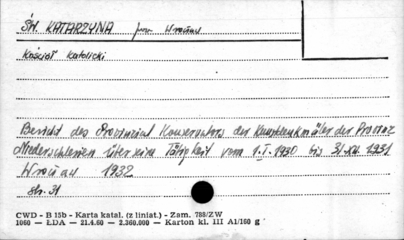 ŚW. KATARZYNA pow. Wrocław
Kościół katolicki
Bericht des Provinzial Konservators der Kunstdenkmäler der Provinz
Niederschlesien über seine Tätigkeit vom 1.I.1930 bis 31.XII.1931
Wrocław 1932
str. 31
CWD - B 15b - Karta katal. (z liniat.) - Zam. 788/ZW
1060 — ŁDA — 21.4.60 - 2.360.000 — Karton kl. III A1/160 g